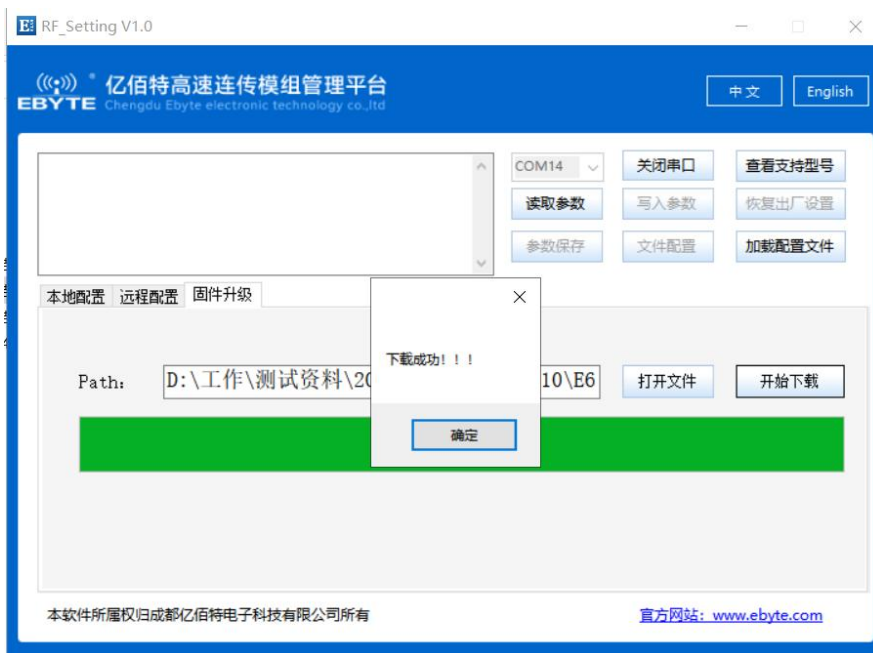 RF_Setting V1.0
EBYTE
亿佰特高速连传模组管理平台
Chengdu Ebyte electronic technology co.,ltd
中文
English
COM14
关闭串口
查看支持型号
读取参数
写入参数
恢复出厂设置
参数保存
文件配置
加载配置文件
本地配置
远程配置
固件升级
下载成功！！！
Path:
D:\工作\测试资料\20
10\E6
打开文件
开始下载
确定
本软件所属权归成都亿佰特电子科技有限公司所有
官方网站：www.ebyte.com